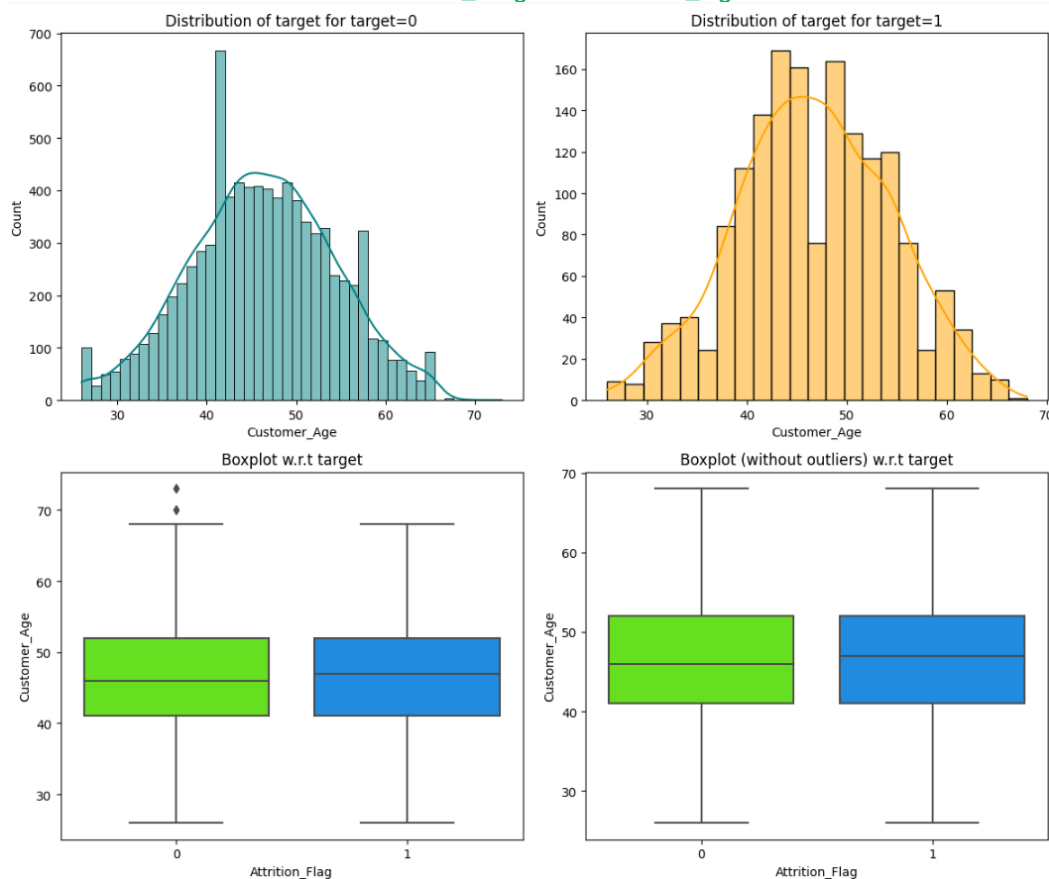 Distribution of target for target=0
700
600
500
400
300
200
100
0
Count
30 40 50 60 70
Customer_Age
Distribution of target for target=1
160
140
120
100
80
60
40
20
0
Count
30 40 50 60 70
Customer_Age
Boxplot w.r.t target
70
60
50
40
30
Customer_Age
0 1
Attrition_Flag
Boxplot (without outliers) w.r.t target
70
60
50
40
30
Customer_Age
0 1
Attrition_Flag